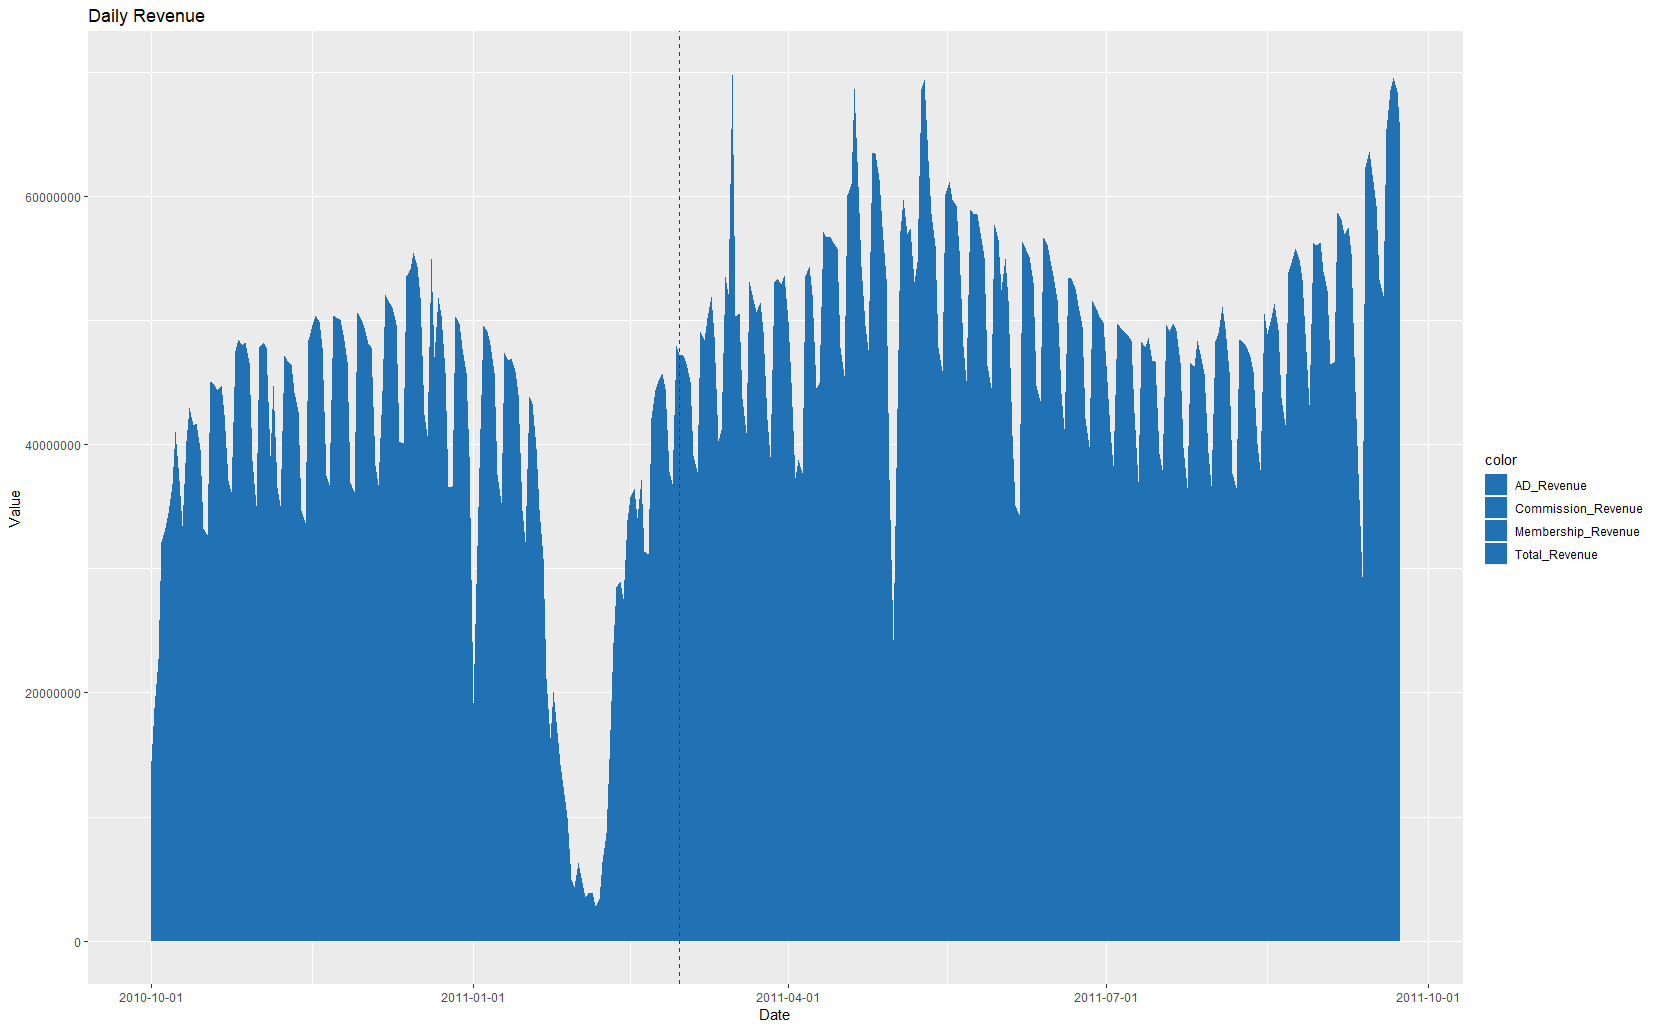 Daily Revenue
Value
60000000
40000000
20000000
0
2010-10-01
2011-01-01
2011-04-01
2011-07-01
2011-10-01
Date
color
AD_Revenue
Commission_Revenue
Membership_Revenue
Total_Revenue